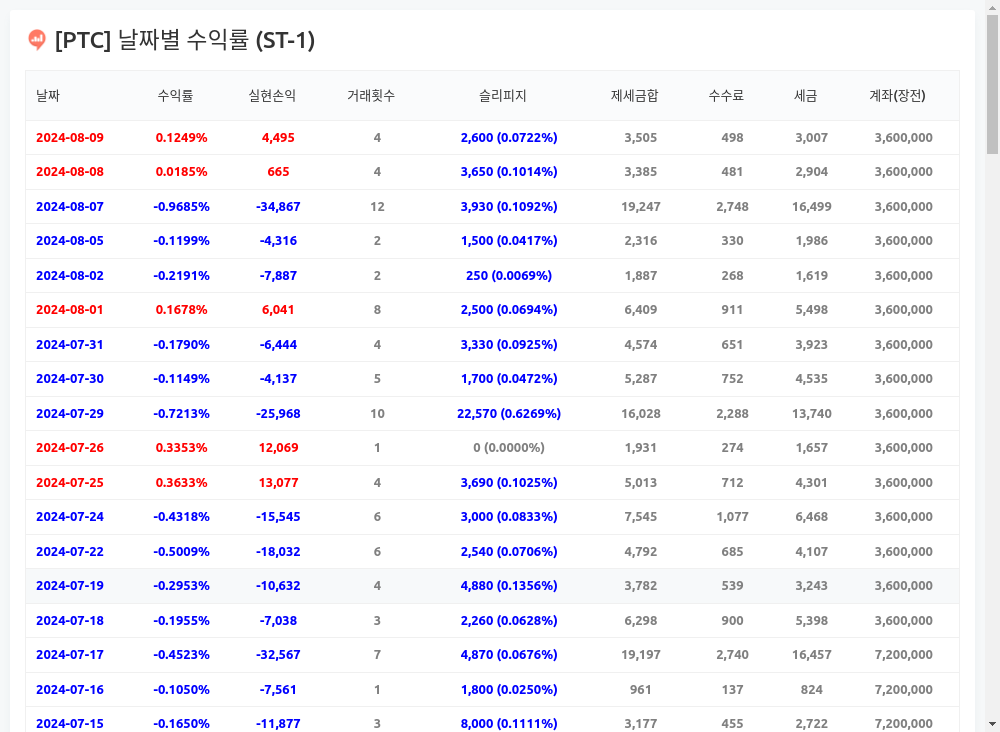 [PTC] 날짜별 수익률 (ST-1)
날짜 수익률 실현손익 거래횟수 슬리피지 제세금합 수수료 세금 계좌(장전)
2024-08-09 0.1249% 4,495 4 2,600 (0.0722%) 3,505 498 3,007 3,600,000
2024-08-08 0.0185% 665 4 3,650 (0.1014%) 3,385 481 2,904 3,600,000
2024-08-07 -0.9685% -34,867 12 3,930 (0.1092%) 19,247 2,748 16,499 3,600,000
2024-08-05 -0.1199% -4,316 2 1,500 (0.0417%) 2,316 330 1,986 3,600,000
2024-08-02 -0.2191% -7,887 2 250 (0.0069%) 1,887 268 1,619 3,600,000
2024-08-01 0.1678% 6,041 8 2,500 (0.0694%) 6,409 911 5,498 3,600,000
2024-07-31 -0.1790% -6,444 4 3,330 (0.0925%) 4,574 651 3,923 3,600,000
2024-07-30 -0.1149% -4,137 5 1,700 (0.0472%) 5,287 752 4,535 3,600,000
2024-07-29 -0.7213% -25,968 10 22,570 (0.6269%) 16,028 2,288 13,740 3,600,000
2024-07-26 0.3353% 12,069 1 0 (0.0000%) 1,931 274 1,657 3,600,000
2024-07-25 0.3633% 13,077 4 3,690 (0.1025%) 5,013 712 4,301 3,600,000
2024-07-24 -0.4318% -15,545 6 3,000 (0.0833%) 7,545 1,077 6,468 3,600,000
2024-07-22 -0.5009% -18,032 6 2,540 (0.0706%) 4,792 685 4,107 3,600,000
2024-07-19 -0.2953% -10,632 4 4,880 (0.1356%) 3,782 539 3,243 3,600,000
2024-07-18 -0.1955% -7,038 3 2,260 (0.0628%) 6,298 900 5,398 3,600,000
2024-07-17 -0.4523% -32,567 7 4,870 (0.0676%) 19,197 2,740 16,457 7,200,000
2024-07-16 -0.1050% -7,561 1 1,800 (0.0250%) 961 137 824 7,200,000
2024-07-15 -0.1650% -11,877 3 8,000 (0.1111%) 3,177 455 2,722 7,200,000